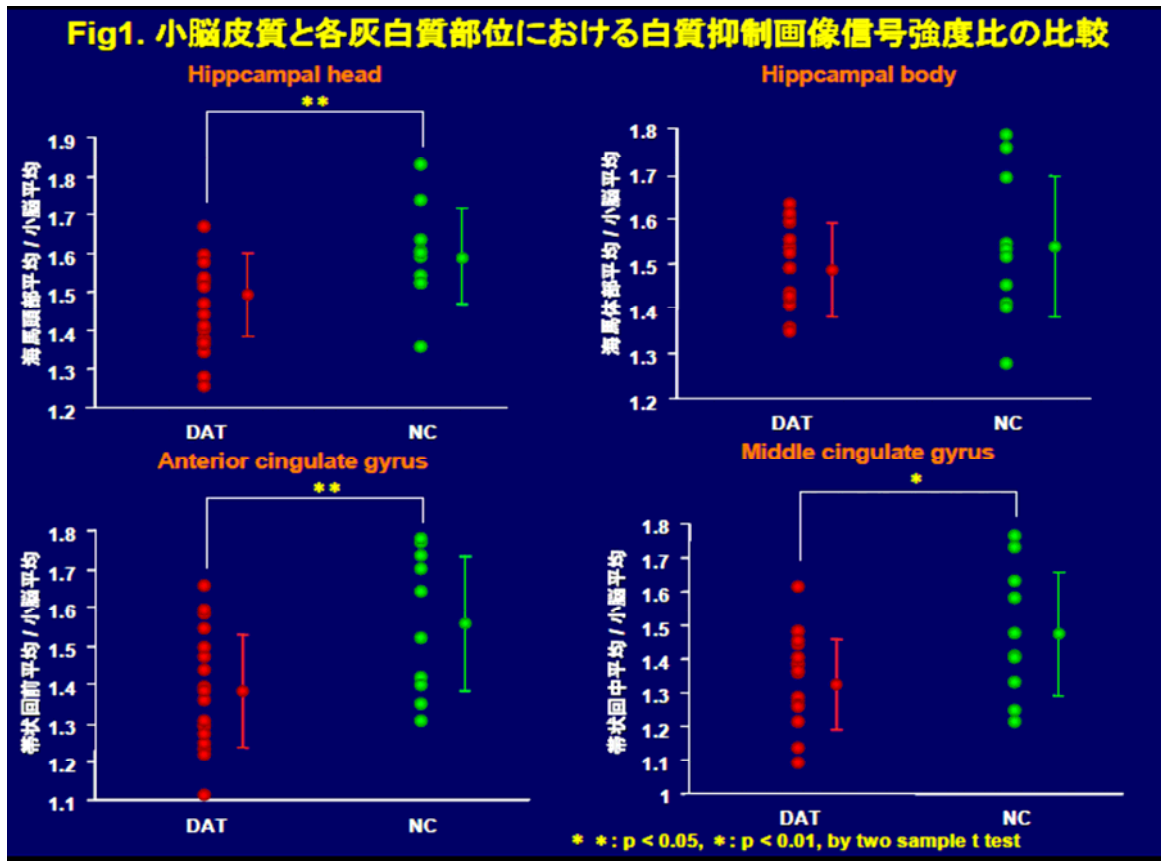 Fig1. 小脳皮質と各灰白質部位における白質抑制画像信号強度比の比較
Hippcampal head
**
海馬頭部平均 / 小脳平均
1.9
1.8
1.7
1.6
1.5
1.4
1.3
1.2
DAT
NC
Hippcampal body
海馬体部平均 / 小脳平均
1.8
1.7
1.6
1.5
1.4
1.3
1.2
DAT
NC
Anterior cingulate gyrus
**
帯状回前平均 / 小脳平均
1.8
1.7
1.6
1.5
1.4
1.3
1.2
1.1
DAT
NC
Middle cingulate gyrus
*
帯状回中平均 / 小脳平均
1.8
1.7
1.6
1.5
1.4
1.3
1.2
1.1
1
DAT
NC
* *: p < 0.05, *: p < 0.01, by two sample t test